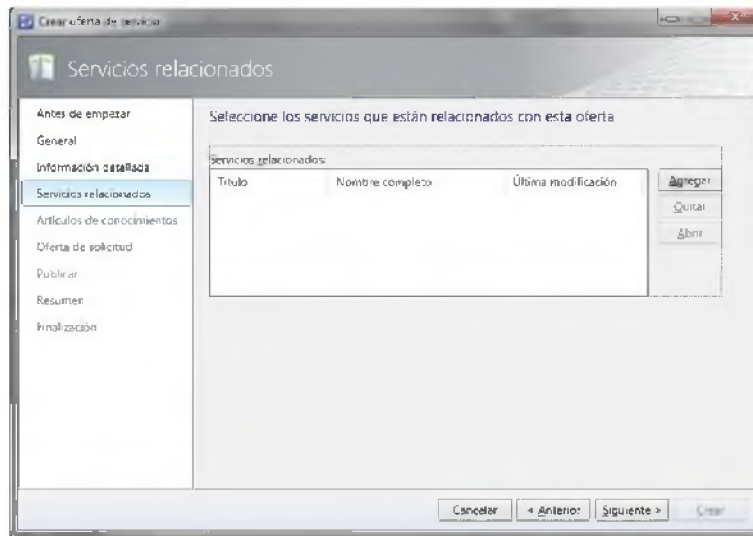 Crear oferta de servicio
Servicios relacionados
Antes de empezar
General
Información detallada
Servicios relacionados
Artículos de conocimientos
Oferta de solicitud
Publicar
Resumen
Finalización
Seleccione los servicios que están relacionados con esta oferta
Servicios relacionados:
Título Nombre completo Última modificación
Agregar
Quitar
Abrir
Cancelar < Anterior Siguiente > Crear